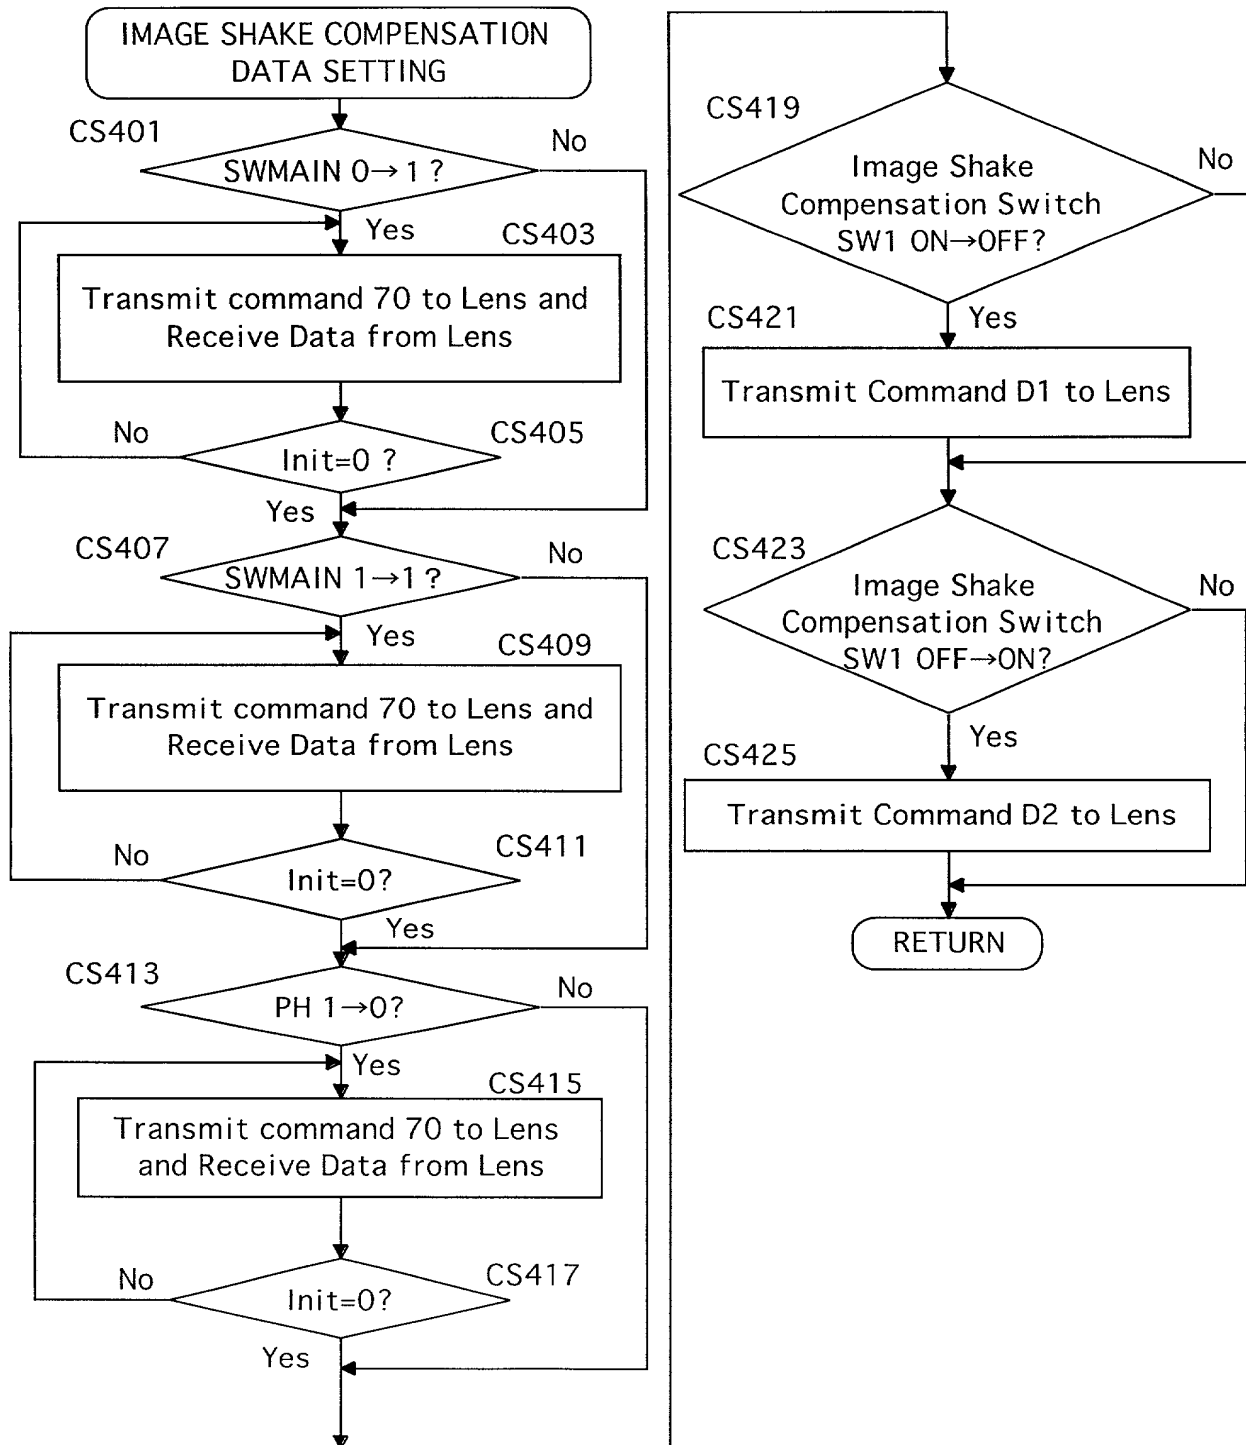 IMAGE SHAKE COMPENSATION
DATA SETTING
CS401
No
SWMAIN 0→1 ?
Yes
CS403
Transmit command 70 to Lens and
Receive Data from Lens
No
CS405
Init=0 ?
Yes
CS407
No
SWMAIN 1→1 ?
Yes
CS409
Transmit command 70 to Lens and
Receive Data from Lens
No
CS411
Init=0?
Yes
CS413
No
PH 1→0?
Yes
CS415
Transmit command 70 to Lens
and Receive Data from Lens
No
CS417
Init=0?
Yes
CS419
No
Image Shake
Compensation Switch
SW1 ON→OFF?
Yes
CS421
Transmit Command D1 to Lens
CS423
No
Image Shake
Compensation Switch
SW1 OFF→ON?
Yes
CS425
Transmit Command D2 to Lens
RETURN